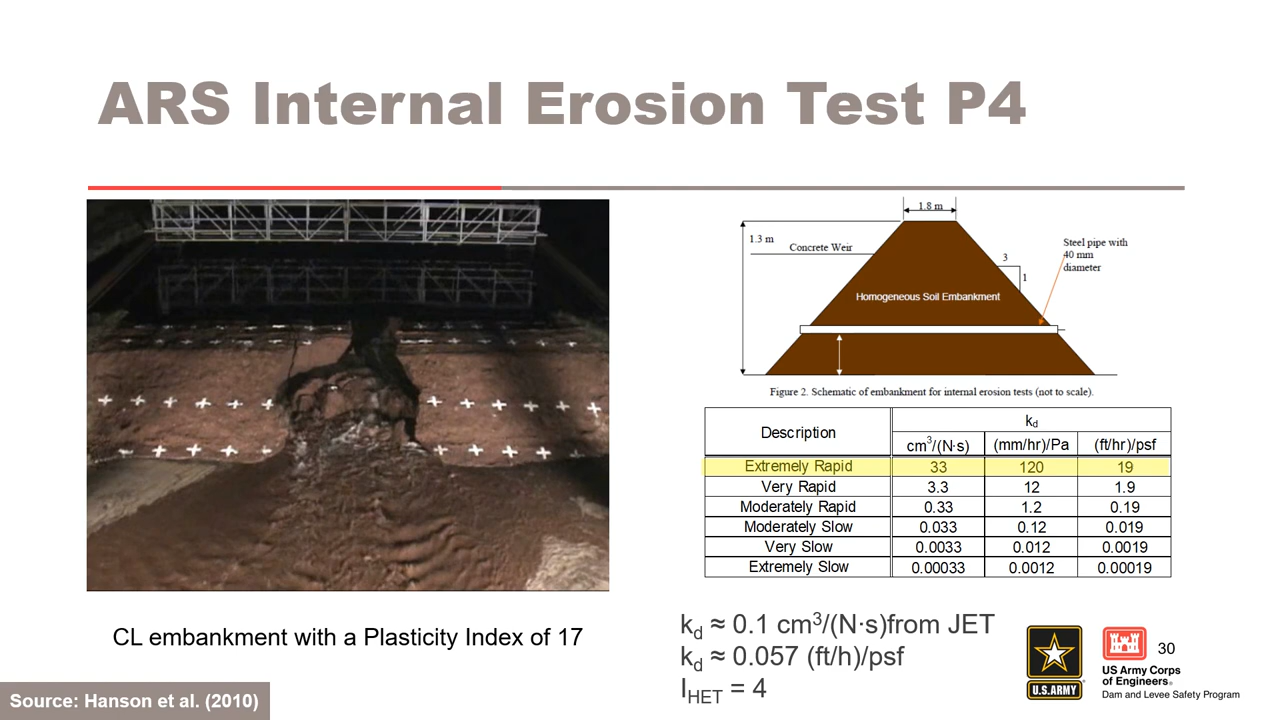 ARS Internal Erosion Test P4
1.8 m
1.3 m
Concrete Weir
3
1
Steel pipe with
40 mm
diameter
Homogeneous Soil Embankment
Figure 2. Schematic of embankment for internal erosion tests (not to scale).
Description kd
cm³/(N·s) (mm/hr)/Pa (ft/hr)/psf
Extremely Rapid 33 120 19
Very Rapid 3.3 12 1.9
Moderately Rapid 0.33 1.2 0.19
Moderately Slow 0.033 0.12 0.019
Very Slow 0.0033 0.012 0.0019
Extremely Slow 0.00033 0.0012 0.00019
CL embankment with a Plasticity Index of 17
kd ≈ 0.1 cm³/(N·s)from JET
kd ≈ 0.057 (ft/h)/psf
IHET = 4
U.S.ARMY
US Army Corps
of Engineers®
Dam and Levee Safety Program
30
Source: Hanson et al. (2010)